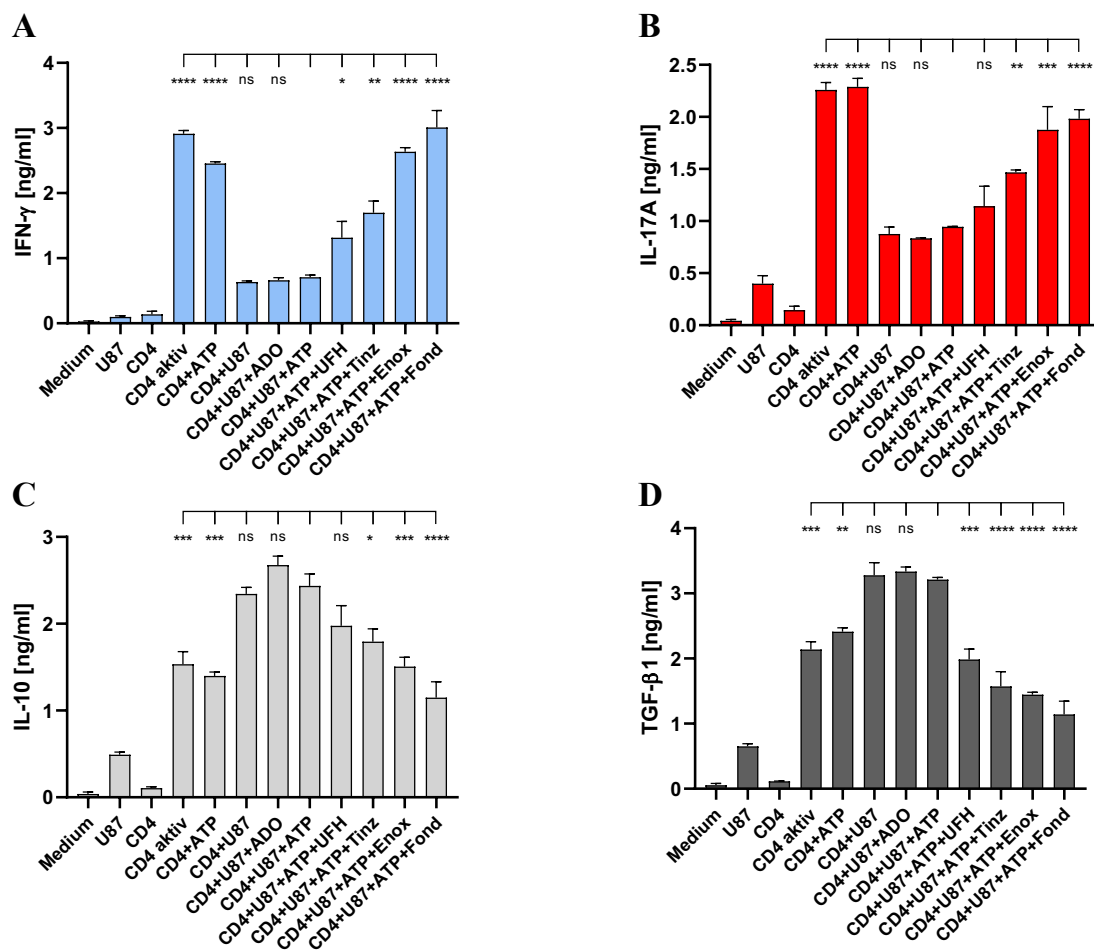 A
**** **** ns ns * ** **** ****
IFN-γ [ng/ml]
4
3
2
1
0
Medium
U87
CD4
CD4 aktiv
CD4+ATP
CD4+U87
CD4+U87+ADO
CD4+U87+ATP
CD4+U87+ATP+UFH
CD4+U87+ATP+Tinz
CD4+U87+ATP+Enox
CD4+U87+ATP+Fond
B
**** **** ns ns ns ** *** ****
IL-17A [ng/ml]
2.5
2.0
1.5
1.0
0.5
0.0
Medium
U87
CD4
CD4 aktiv
CD4+ATP
CD4+U87
CD4+U87+ADO
CD4+U87+ATP
CD4+U87+ATP+UFH
CD4+U87+ATP+Tinz
CD4+U87+ATP+Enox
CD4+U87+ATP+Fond
C
*** *** ns ns ns * *** ****
IL-10 [ng/ml]
3
2
1
0
Medium
U87
CD4
CD4 aktiv
CD4+ATP
CD4+U87
CD4+U87+ADO
CD4+U87+ATP
CD4+U87+ATP+UFH
CD4+U87+ATP+Tinz
CD4+U87+ATP+Enox
CD4+U87+ATP+Fond
D
*** ** ns ns *** **** **** ****
TGF-β1 [ng/ml]
4
3
2
1
0
Medium
U87
CD4
CD4 aktiv
CD4+ATP
CD4+U87
CD4+U87+ADO
CD4+U87+ATP
CD4+U87+ATP+UFH
CD4+U87+ATP+Tinz
CD4+U87+ATP+Enox
CD4+U87+ATP+Fond